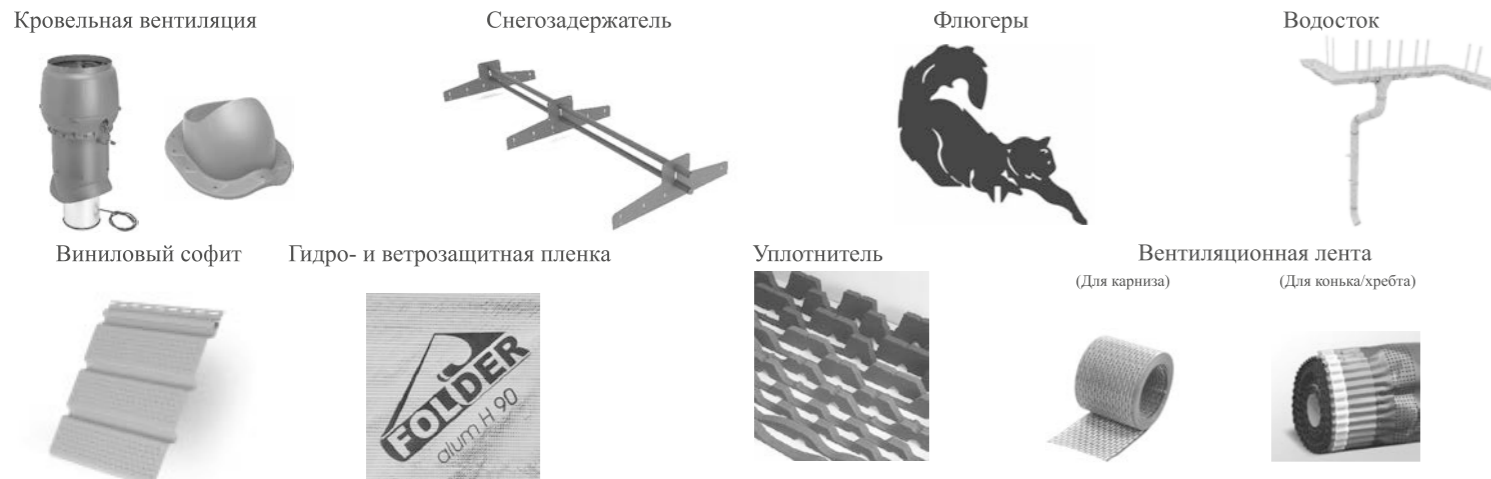 Кровельная вентиляция
Снегозадержатель
Флюгеры
Водосток
Виниловый софит
Гидро- и ветрозащитная пленка
Уплотнитель
Вентиляционная лента
(Для карниза)
(Для конька/хребта)
FOLDER
alum H 90